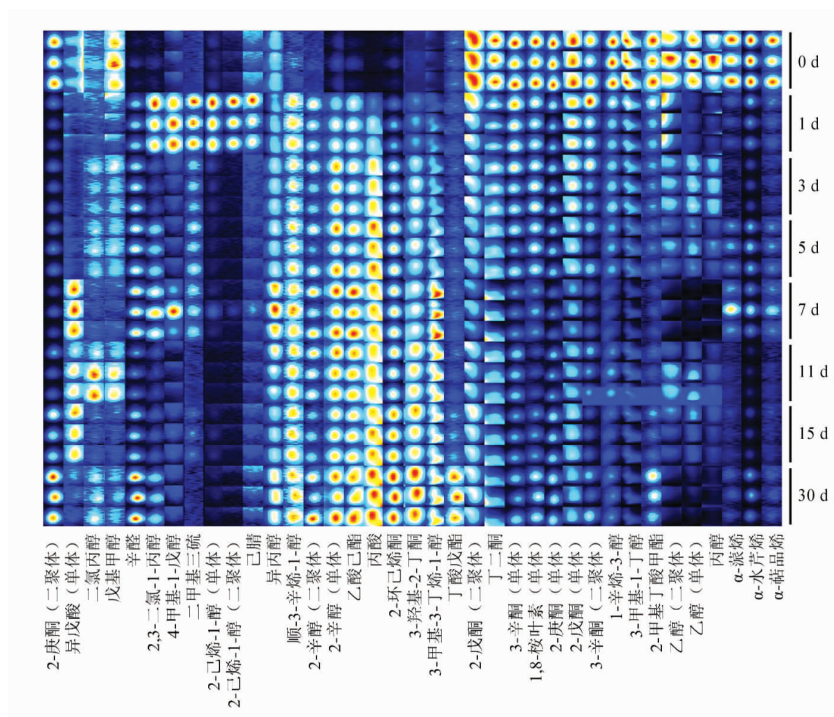 0 d
1 d
3 d
5 d
7 d
11 d
15 d
30 d
2-庚酮（二聚体）
异戊酸（单体）
二氯丙醇
戊基甲醇
辛醛
2,3-二氯-1-丙醇
4-甲基-1-戊醇
二甲基三硫
2-己烯-1-醇（单体）
2-己烯-1-醇（二聚体）
己腈
异丙醇
顺-3-辛烯-1-醇
2-辛醇（二聚体）
2-辛醇（单体）
乙酸己酯
丙酸
2-环己烯酮
3-羟基-2-丁酮
3-甲基-3-丁烯-1-醇
丁酸戊酯
2-戊酮（二聚体）
丁二酮
3-辛酮（单体）
1,8-桉叶素（单体）
2-庚酮（单体）
2-戊酮（单体）
3-辛酮（二聚体）
1-辛烯-3-醇
3-甲基-1-丁醇
2-甲基丁酸甲酯
乙醇（二聚体）
乙醇（单体）
丙醇
α-蒎烯
α-水芹烯
α-萜品烯